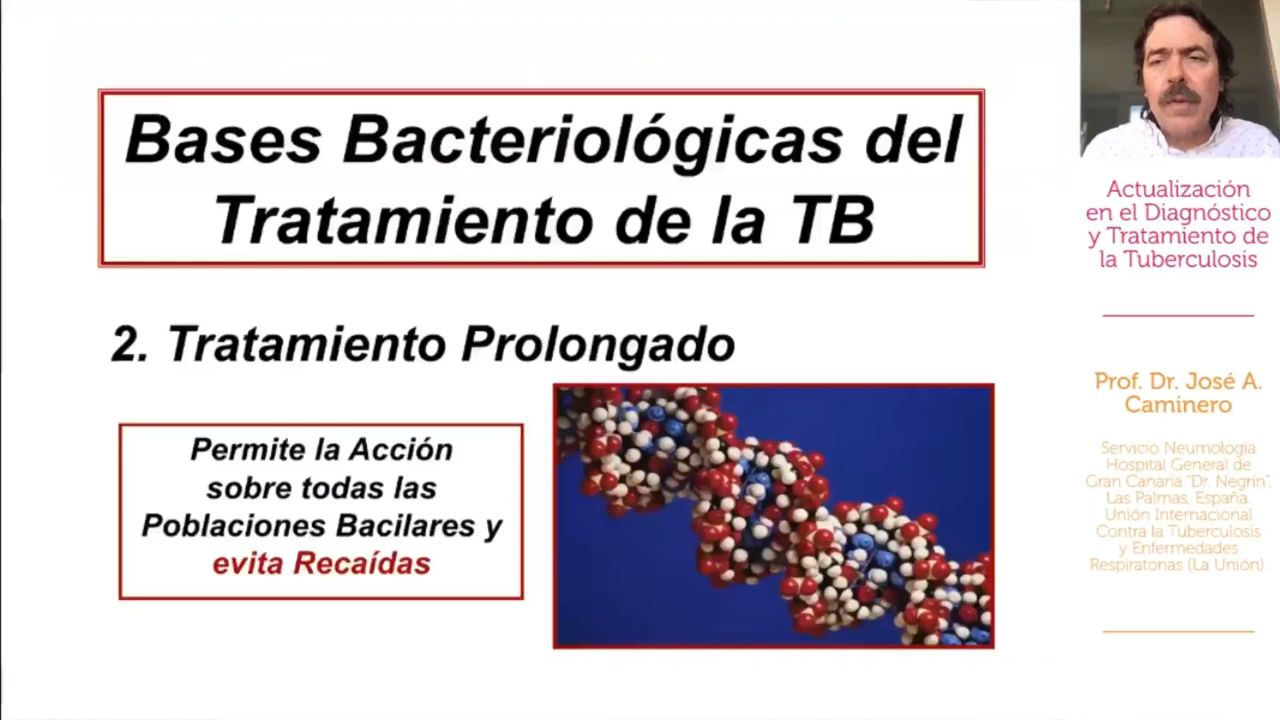 Bases Bacteriológicas del
Tratamiento de la TB
2. Tratamiento Prolongado
Permite la Acción
sobre todas las
Poblaciones Bacilares y
evita Recaídas
Actualización
en el Diagnóstico
y Tratamiento de
la Tuberculosis
Prof. Dr. José A.
Caminero
Servicio Neumología
Hospital General de
Gran Canaria "Dr. Negrín".
Las Palmas. España.
Unión Internacional
Contra la Tuberculosis
y Enfermedades
Respiratorias (La Unión).